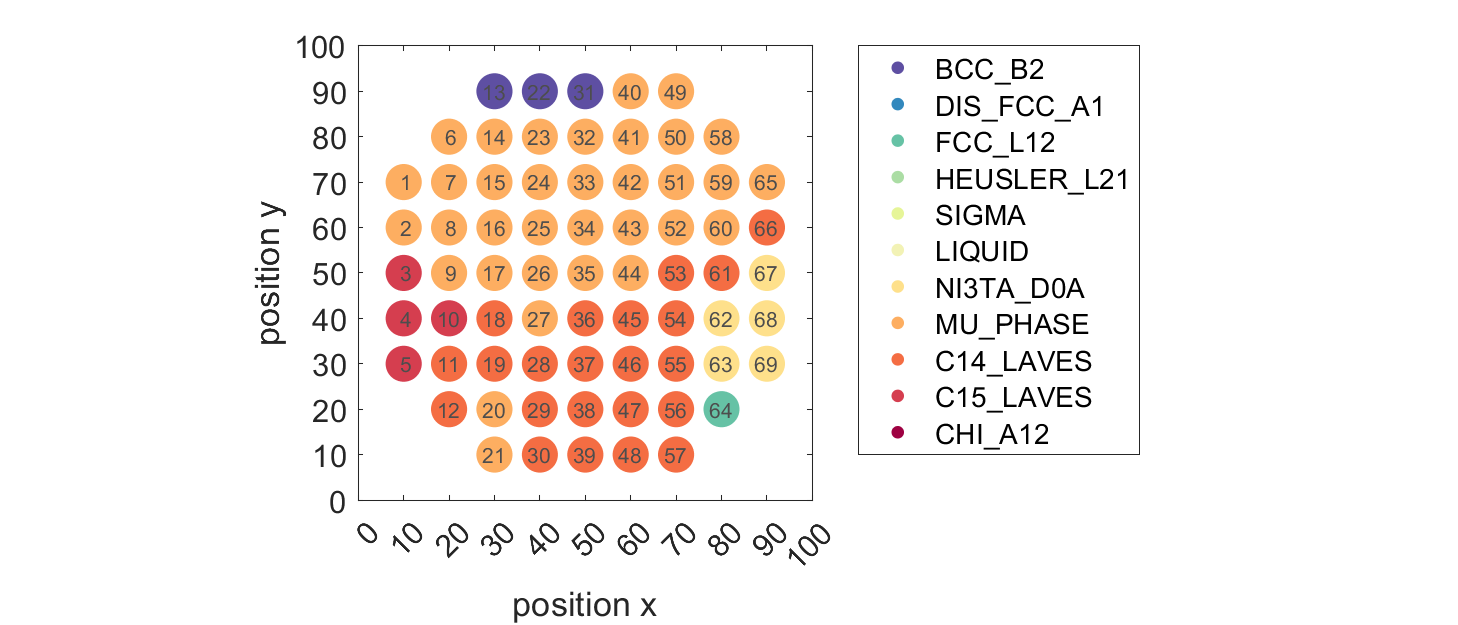 100
90
80
70
60
50
40
30
20
10
0
position y
13 22 31 40 49
6 14 23 32 41 50 58
1 7 15 24 33 42 51 59 65
2 8 16 25 34 43 52 60 66
3 9 17 26 35 44 53 61 67
4 10 18 27 36 45 54 62 68
5 11 19 28 37 46 55 63 69
12 20 29 38 47 56 64
21 30 39 48 57
0 10 20 30 40 50 60 70 80 90 100
position x
BCC_B2
DIS_FCC_A1
FCC_L12
HEUSLER_L21
SIGMA
LIQUID
NI3TA_D0A
MU_PHASE
C14_LAVES
C15_LAVES
CHI_A12